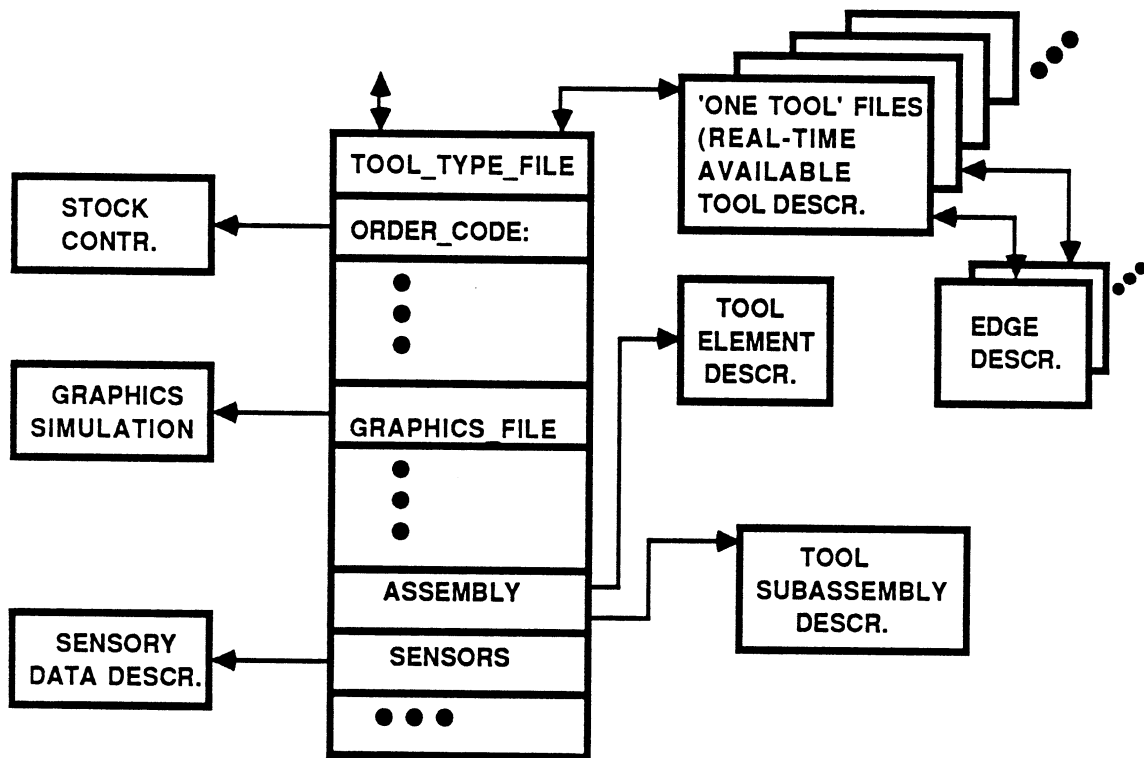 'ONE TOOL' FILES
(REAL-TIME
AVAILABLE
TOOL DESCR.
TOOL_TYPE_FILE
STOCK
CONTR.
ORDER_CODE:
TOOL
ELEMENT
DESCR.
EDGE
DESCR.
GRAPHICS
SIMULATION
GRAPHICS_FILE
TOOL
SUBASSEMBLY
DESCR.
ASSEMBLY
SENSORY
DATA DESCR.
SENSORS